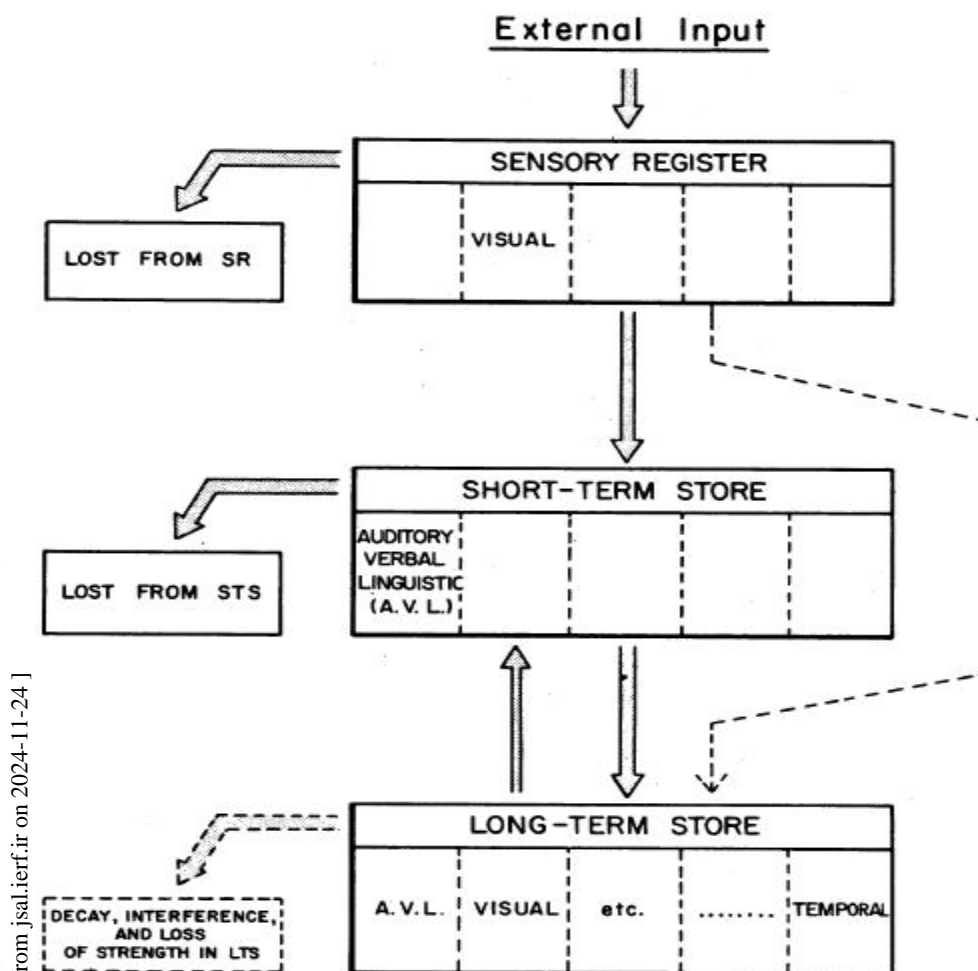 External Input
SENSORY REGISTER
VISUAL
LOST FROM SR
SHORT-TERM STORE
AUDITORY
VERBAL
LINGUISTIC
(A.V.L.)
LOST FROM STS
LONG-TERM STORE
A.V.L. VISUAL etc. ........ TEMPORAL
DECAY, INTERFERENCE,
AND LOSS
OF STRENGTH IN LTS
jsal.ierf.ir on 2024-11-24 ]